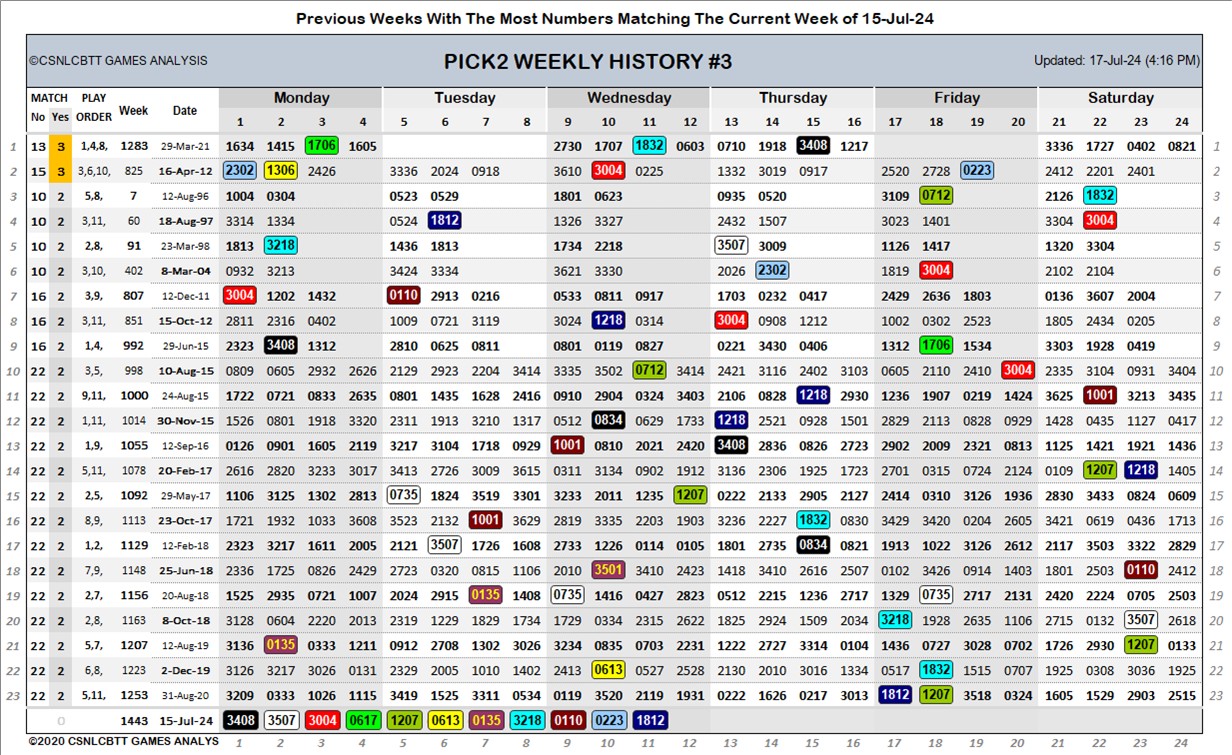 Previous Weeks With The Most Numbers Matching The Current Week of 15-Jul-24
©CSNLCBTT GAMES ANALYSIS PICK2 WEEKLY HISTORY #3 Updated: 17-Jul-24 (4:16 PM)
MATCH PLAY Week Date Monday Tuesday Wednesday Thursday Friday Saturday
No Yes ORDER 1 2 3 4 5 6 7 8 9 10 11 12 13 14 15 16 17 18 19 20 21 22 23 24
1 13 3 1,4,8, 1283 29-Mar-21 1634 1415 1706 1605 2730 1707 1832 0603 0710 1918 3408 1217 3336 1727 0402 0821 1
2 15 3 3,6,10, 825 16-Apr-12 2302 1306 2426 3336 2024 0918 3610 3004 0225 1332 3019 0917 2520 2728 0223 2412 2201 2401 2
3 10 2 5,8, 7 12-Aug-96 1004 0304 0523 0529 1801 0623 0935 0520 3109 0712 2126 1832 3
4 10 2 3,11, 60 18-Aug-97 3314 1334 0524 1812 1326 3327 2432 1507 3023 1401 3304 3004 4
5 10 2 2,8, 91 23-Mar-98 1813 3218 1436 1813 1734 2218 3507 3009 1126 1417 1320 3304 5
6 10 2 3,10, 402 8-Mar-04 0932 3213 3424 3334 3621 3330 2026 2302 1819 3004 2102 2104 6
7 16 2 3,9, 807 12-Dec-11 3004 1202 1432 0110 2913 0216 0533 0811 0917 1703 0232 0417 2429 2636 1803 0136 3607 2004 7
8 16 2 3,11, 851 15-Oct-12 2811 2316 0402 1009 0721 3119 3024 1218 0314 3004 0908 1212 1002 0302 2523 1805 2434 0205 8
9 16 2 1,4, 992 29-Jun-15 2323 3408 1312 2810 0625 0811 0801 0119 0827 0221 3430 0406 1312 1706 1534 3303 1928 0419 9
10 22 2 3,5, 998 10-Aug-15 0809 0605 2932 2626 2129 2923 2204 3414 3335 3502 0712 3414 2421 3116 2402 3103 0605 2110 2410 3004 2335 3104 0931 3404 10
11 22 2 9,11, 1000 24-Aug-15 1722 0721 0833 2635 0801 1435 1628 2416 0910 2904 0324 3403 2106 0828 1218 2930 1236 1907 0219 1424 3625 1001 3213 3435 11
12 22 2 1,11, 1014 30-Nov-15 1526 0801 1918 3320 2311 1913 3210 1317 0512 0834 0629 1733 1218 2521 0928 1501 2829 2113 0828 0929 1428 0435 1127 0417 12
13 22 2 1,9, 1055 12-Sep-16 0126 0901 1605 2119 3217 3104 1718 0929 1001 0810 2021 2420 3408 2836 0826 2723 2902 2009 2321 0813 1125 1421 1921 1436 13
14 22 2 5,11, 1078 20-Feb-17 2616 2820 3233 3017 3413 2726 3009 3615 0311 3134 0902 1912 3136 2306 1925 1723 2701 0315 0724 2124 0109 1207 1218 1405 14
15 22 2 2,5, 1092 29-May-17 1106 3125 1302 2813 0735 1824 3519 3301 3233 2011 1235 1207 0222 2133 2905 2127 2414 0310 3126 1936 2830 3433 0824 0609 15
16 22 2 8,9, 1113 23-Oct-17 1721 1932 1033 3608 3523 2132 1001 3629 2819 3335 2203 1903 3236 2227 1832 0830 3429 3420 0204 2605 3421 0619 0436 1713 16
17 22 2 1,2, 1129 12-Feb-18 2323 3217 1611 2005 2121 3507 1726 1608 2733 1226 0114 0105 1801 2735 0834 0821 1913 1022 3126 2612 2117 3503 3322 2829 17
18 22 2 7,9, 1148 25-Jun-18 2336 1725 0826 0429 2723 0320 0815 1106 2010 3501 3410 2423 1418 3410 2616 2507 0102 3426 0914 1403 1801 2503 0110 2412 18
19 22 2 2,7, 1156 20-Aug-18 1525 2935 0721 1007 2024 2915 0135 1408 0735 1416 0427 2823 0512 2219 1236 2717 1329 0735 2717 2131 2420 2224 0715 2503 19
20 22 2 2,8, 1163 8-Oct-18 3128 0604 2220 2013 2319 1229 1829 1734 1729 0334 2315 2622 1825 2924 1509 2034 3218 1928 2635 1106 2715 0132 3507 2618 20
21 22 2 5,7, 1207 12-Aug-19 3136 0135 0333 1211 2412 2708 1302 3026 3234 0835 0703 2231 1222 2707 3314 0104 1436 0727 3028 0702 1726 2930 1207 0133 21
22 22 2 6,8, 1223 2-Dec-19 3126 3217 3026 0131 2329 2005 1010 1402 2413 0613 0527 2528 2130 2010 3016 1334 0517 1832 1515 0707 1925 0308 3036 1925 22
23 22 2 5,11, 1253 31-Aug-20 3209 0333 1026 1115 3419 1525 3311 0534 0119 3520 2119 1931 0222 1626 0217 3013 1812 1207 3518 0324 1605 1529 2903 2515 23
0 1443 15-Jul-24 3408 3507 3004 0617 1207 0613 0135 3218 0110 0223 1812
©2020 CSNLCBTT GAMES ANALYS 1 2 3 4 5 6 7 8 9 10 11 12 13 14 15 16 17 18 19 20 21 22 23 24